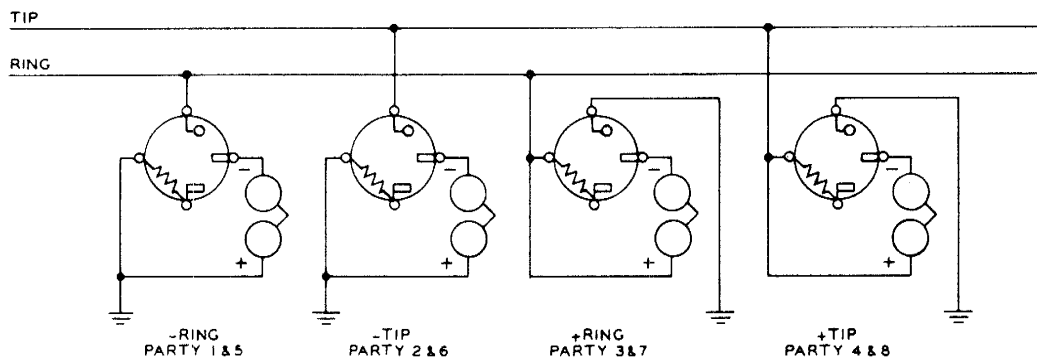 TIP
RING
−
+
−
+
−
+
−
+
−RING
PARTY 1&5
−TIP
PARTY 2&6
+RING
PARTY 3&7
+TIP
PARTY 4&8